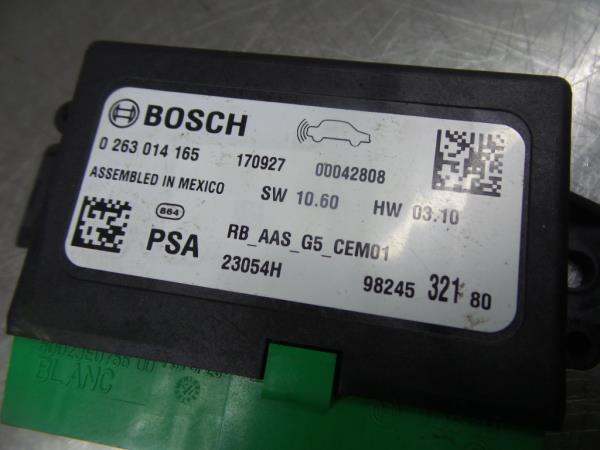 BOSCH
0 263 014 165 170927 00042808
ASSEMBLED IN MEXICO SW 10.60 HW 03.10
864
PSA RB_AAS_G5_CEM01
23054H 98245 321 80
BLANC